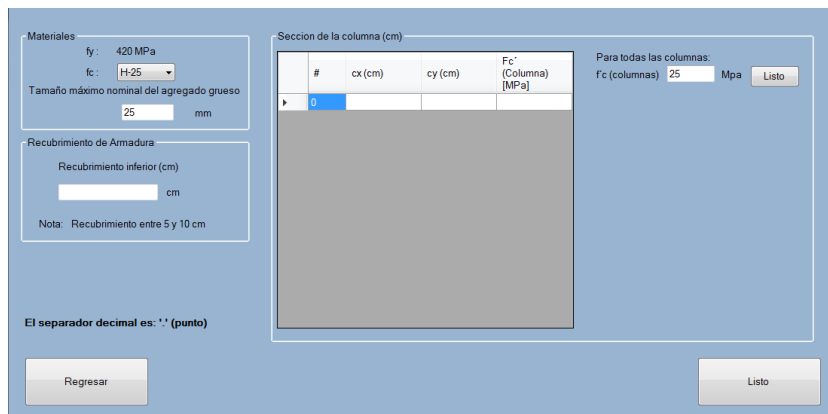 Materiales
fy : 420 MPa
fc : H-25
Tamaño máximo nominal del agregado grueso
25 mm
Recubrimiento de Armadura
Recubrimiento inferior (cm)
cm
Nota: Recubrimiento entre 5 y 10 cm
El separador decimal es: '.' (punto)
Regresar
Seccion de la columna (cm)
# cx (cm) cy (cm) Fc´
(Columna)
[MPa]
0
Para todas las columnas:
f'c (columnas) 25 Mpa Listo
Listo